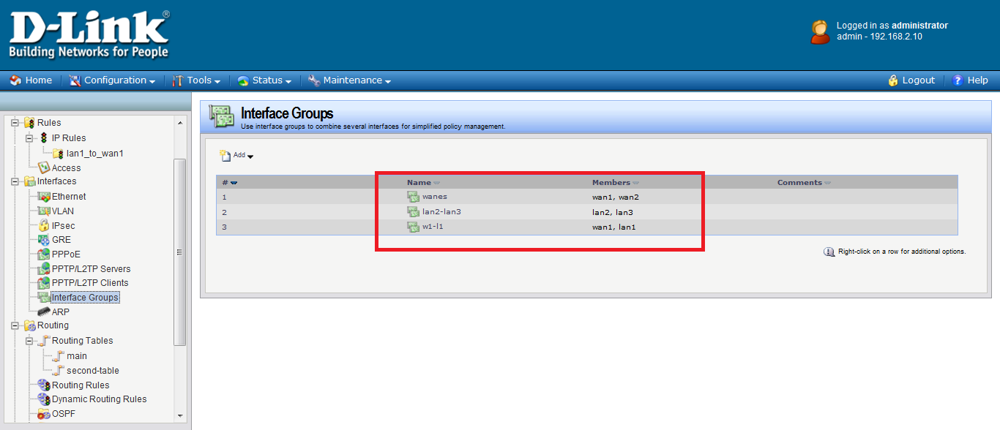 D-Link®
Building Networks for People
Logged in as administrator
admin - 192.168.2.10
Home Configuration Tools Status Maintenance Logout Help
Rules
IP Rules
lan1_to_wan1
Access
Interfaces
Ethernet
VLAN
IPsec
GRE
PPPoE
PPTP/L2TP Servers
PPTP/L2TP Clients
Interface Groups
ARP
Routing
Routing Tables
main
second-table
Routing Rules
Dynamic Routing Rules
OSPF
Interface Groups
Use interface groups to combine several interfaces for simplified policy management.
Add
# Name Members Comments
1 wanes wan1, wan2
2 lan2-lan3 lan2, lan3
3 w1-l1 wan1, lan1
Right-click on a row for additional options.